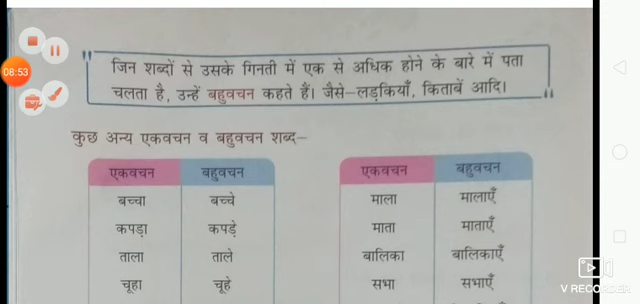 08:53
जिन शब्दों से उसके गिनती में एक से अधिक होने के बारे में पता
चलता है, उन्हें बहुवचन कहते हैं। जैसे–लड़कियाँ, किताबें आदि।
कुछ अन्य एकवचन व बहुवचन शब्द–
एकवचन बहुवचन
बच्चा बच्चे
कपड़ा कपड़े
ताला ताले
चूहा चूहे
एकवचन बहुवचन
माला मालाएँ
माता माताएँ
बालिका बालिकाएँ
सभा सभाएँ
V RECORDER